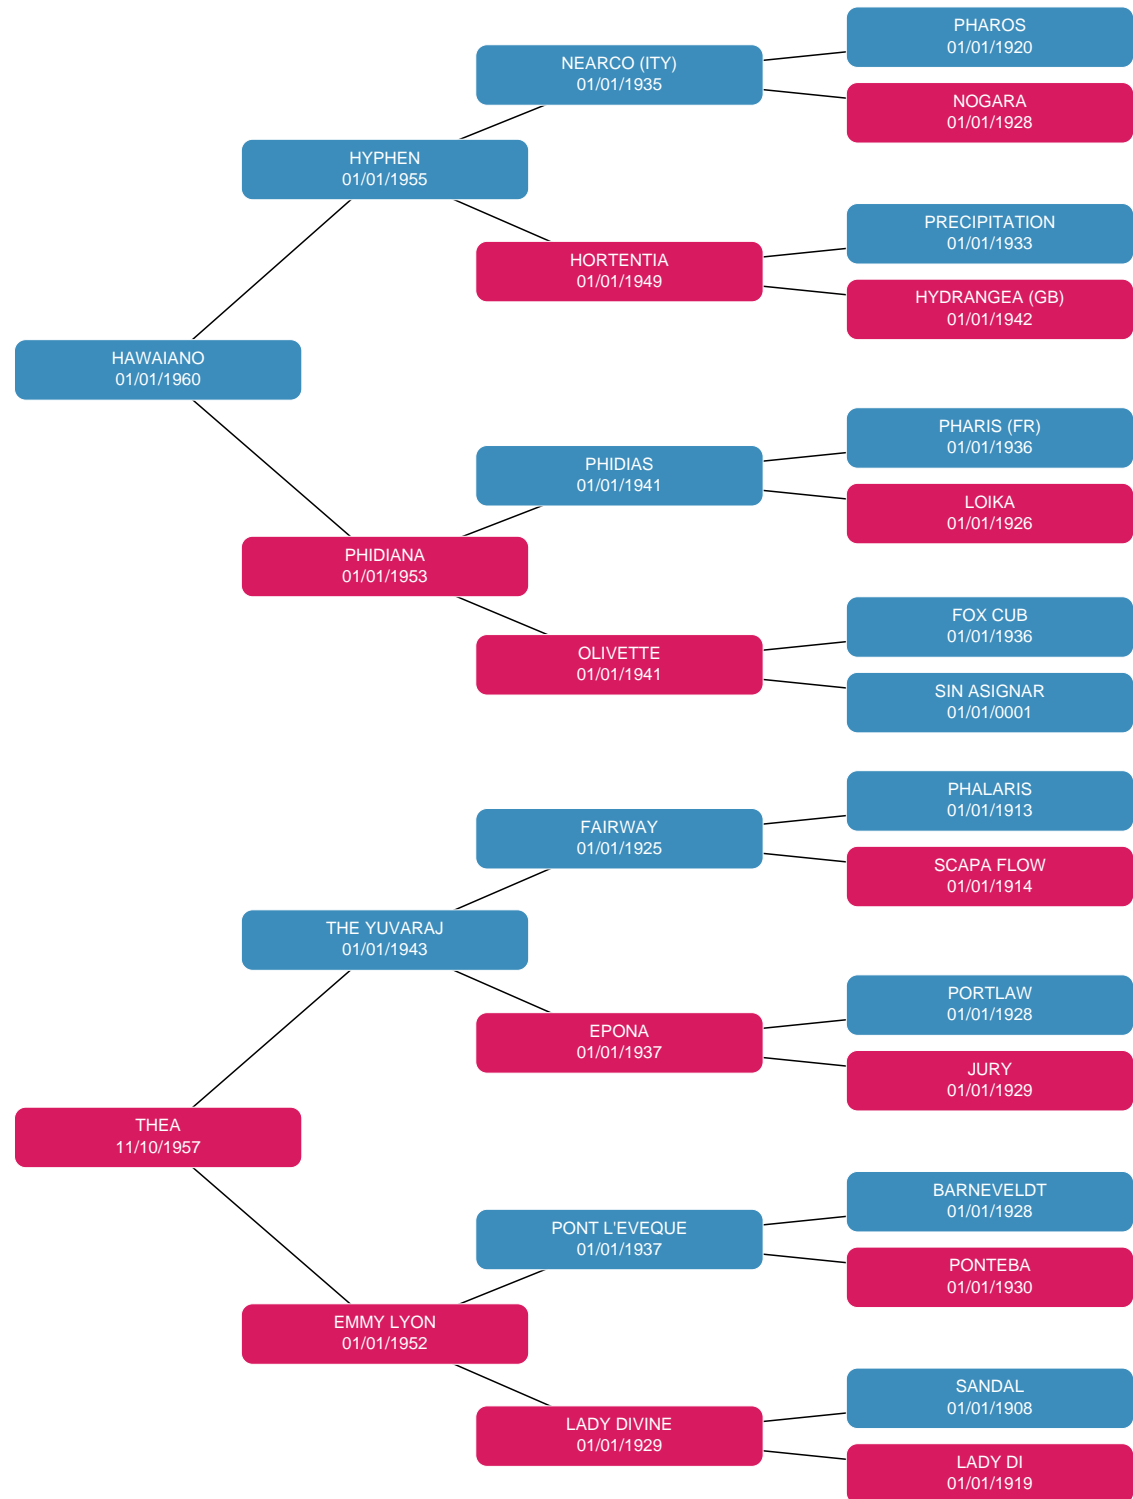 PHAROS
01/01/1920
NEARCO (ITY)
01/01/1935
NOGARA
01/01/1928
HYPHEN
01/01/1955
PRECIPITATION
01/01/1933
HORTENTIA
01/01/1949
HYDRANGEA (GB)
01/01/1942
HAWAIANO
01/01/1960
PHARIS (FR)
01/01/1936
PHIDIAS
01/01/1941
LOIKA
01/01/1926
PHIDIANA
01/01/1953
FOX CUB
01/01/1936
OLIVETTE
01/01/1941
SIN ASIGNAR
01/01/0001
PHALARIS
01/01/1913
FAIRWAY
01/01/1925
SCAPA FLOW
01/01/1914
THE YUVARAJ
01/01/1943
PORTLAW
01/01/1928
EPONA
01/01/1937
JURY
01/01/1929
THEA
11/10/1957
BARNEVELDT
01/01/1928
PONT L'EVEQUE
01/01/1937
PONTEBA
01/01/1930
EMMY LYON
01/01/1952
SANDAL
01/01/1908
LADY DIVINE
01/01/1929
LADY DI
01/01/1919